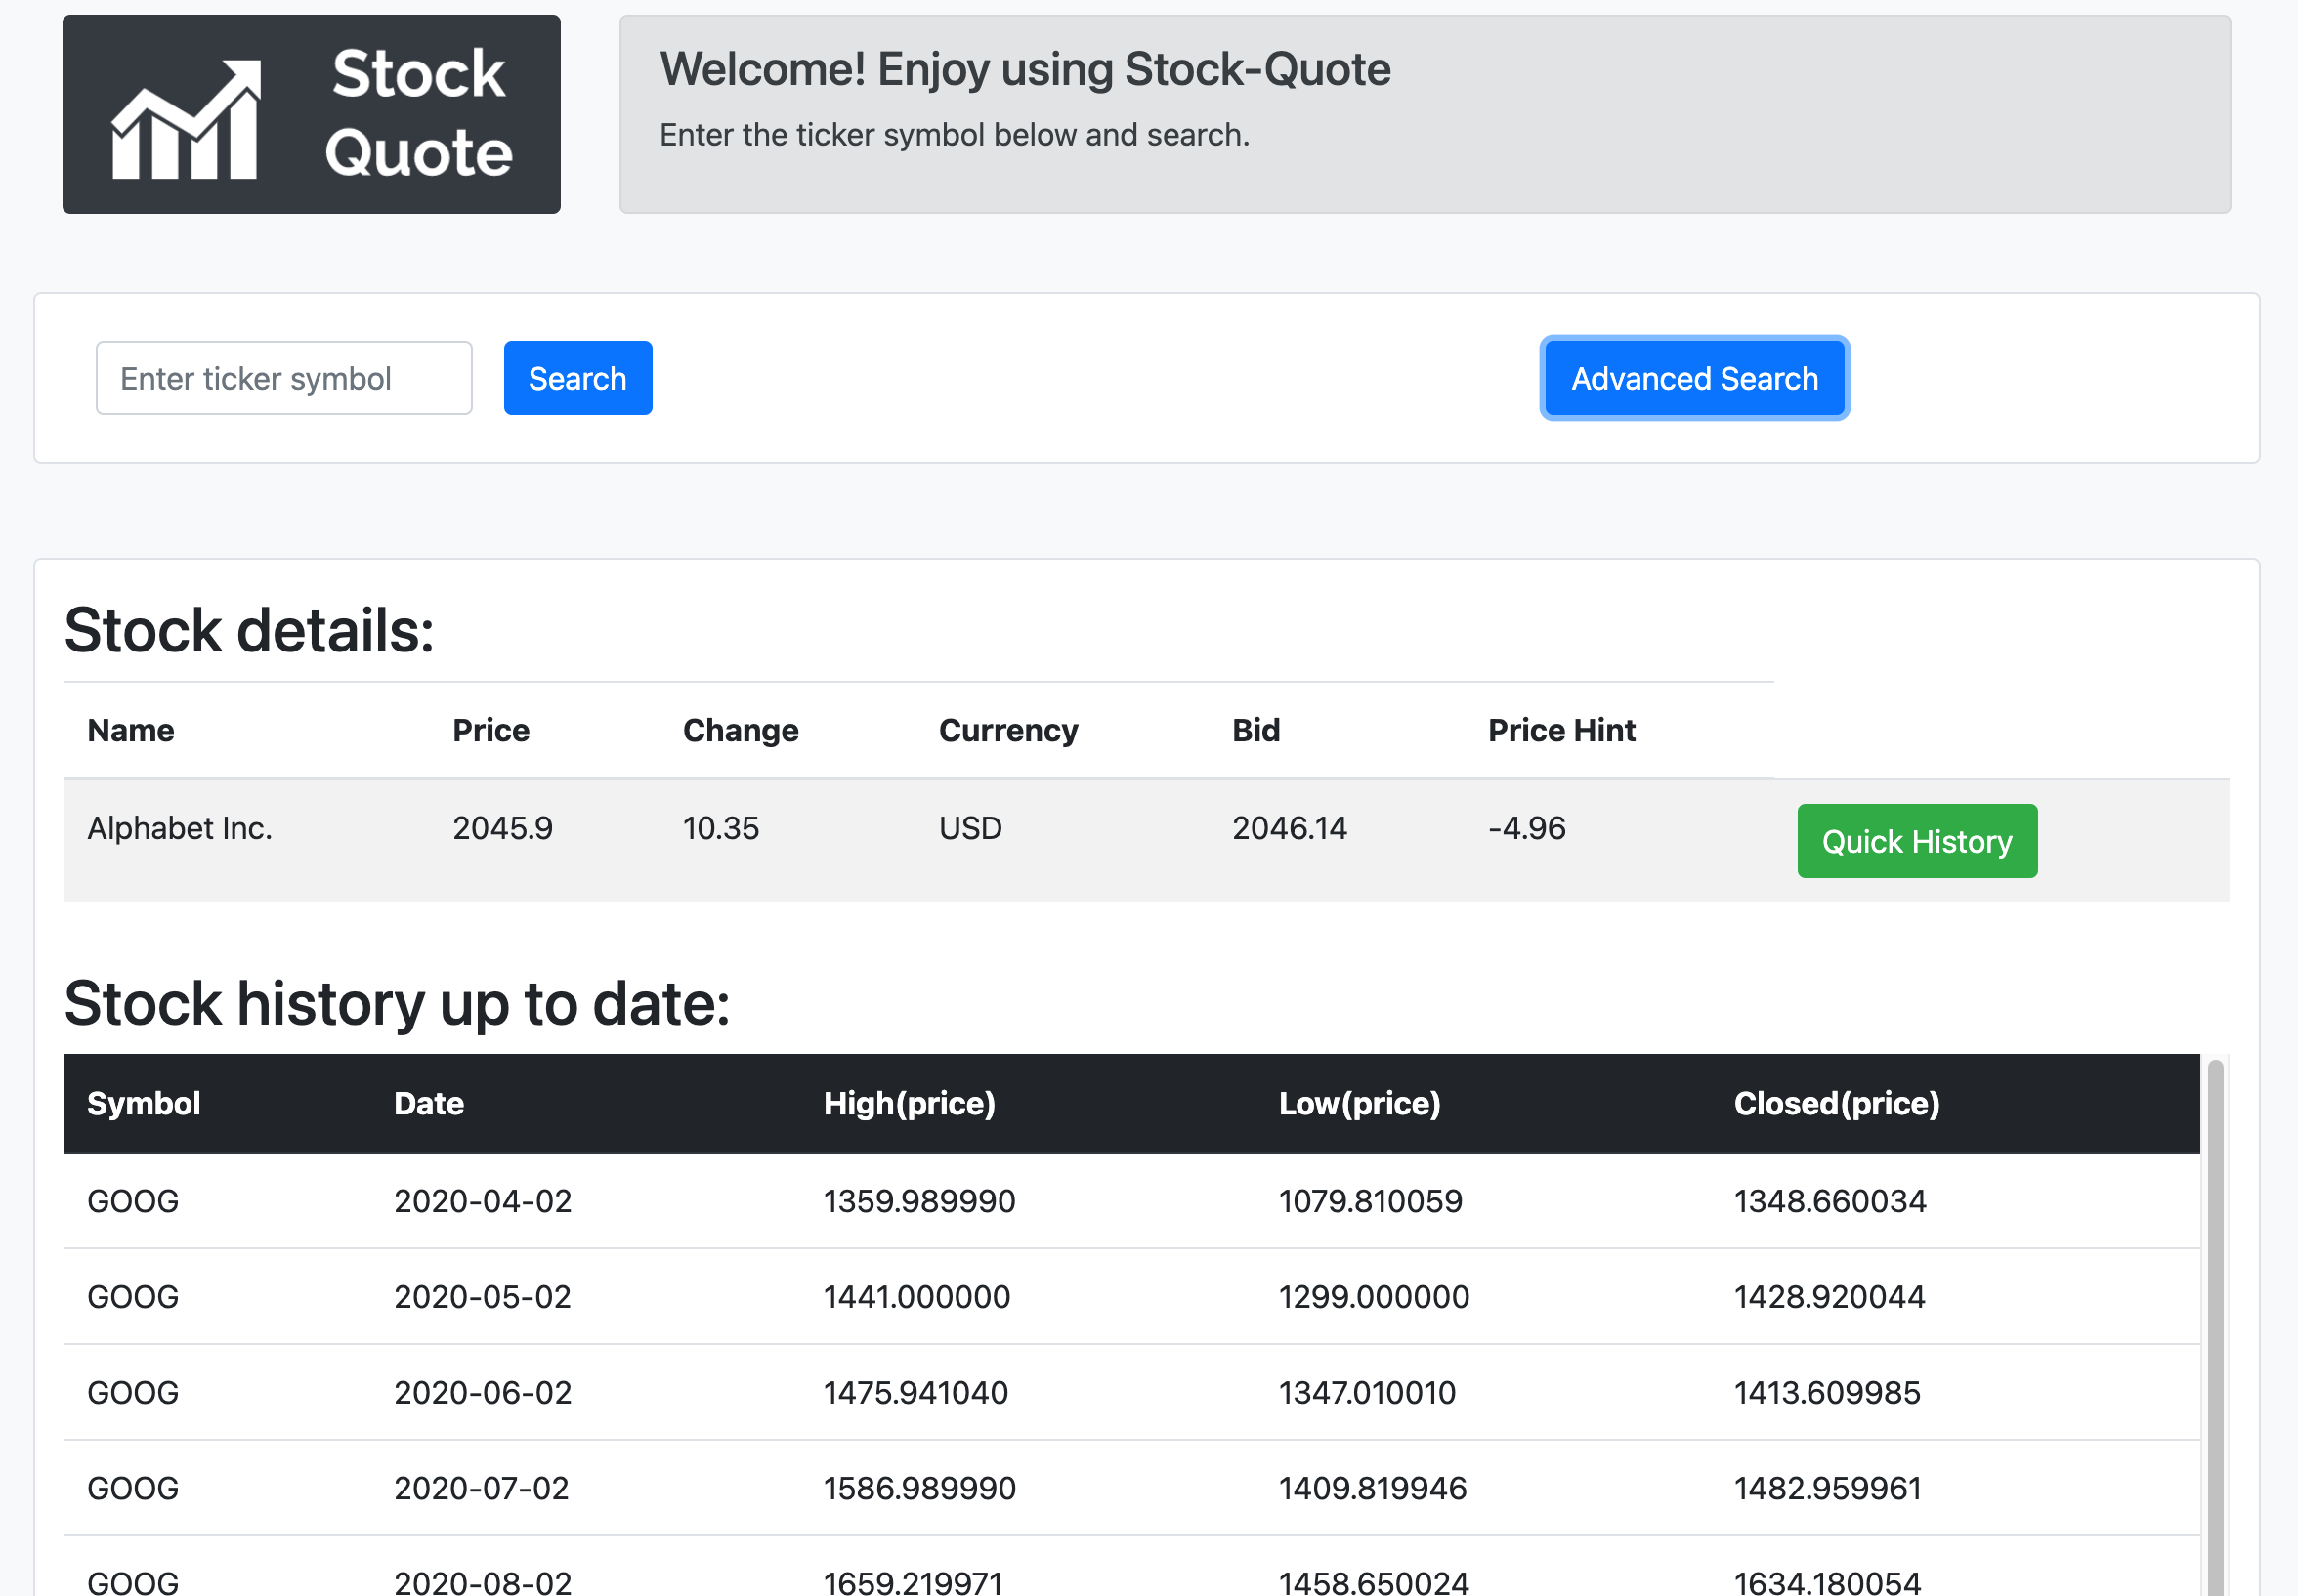 Stock
Quote
Welcome! Enjoy using Stock-Quote
Enter the ticker symbol below and search.
Enter ticker symbol Search Advanced Search
Stock details:
Name Price Change Currency Bid Price Hint
Alphabet Inc. 2045.9 10.35 USD 2046.14 -4.96 Quick History
Stock history up to date:
Symbol Date High(price) Low(price) Closed(price)
GOOG 2020-04-02 1359.989990 1079.810059 1348.660034
GOOG 2020-05-02 1441.000000 1299.000000 1428.920044
GOOG 2020-06-02 1475.941040 1347.010010 1413.609985
GOOG 2020-07-02 1586.989990 1409.819946 1482.959961
GOOG 2020-08-02 1659.219971 1458.650024 1634.180054